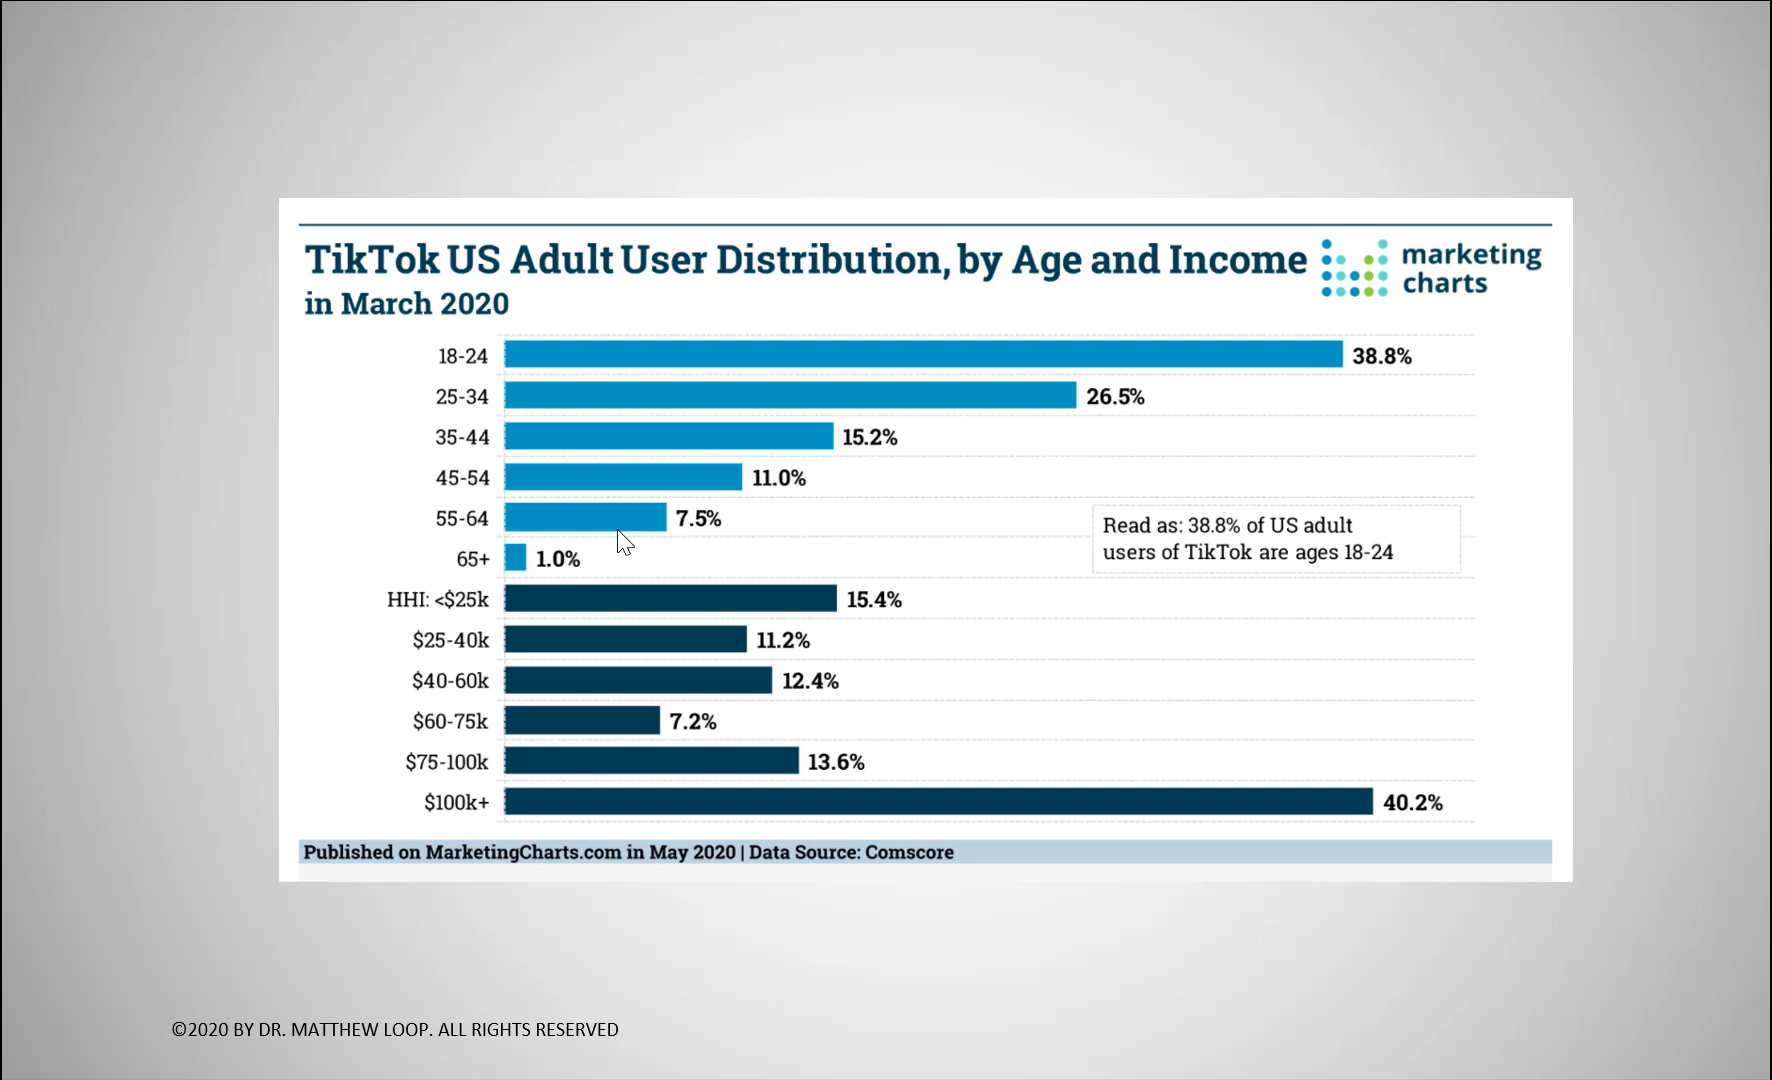 TikTok US Adult User Distribution, by Age and Income
in March 2020
marketing
charts
18-24 38.8%
25-34 26.5%
35-44 15.2%
45-54 11.0%
55-64 7.5%
65+ 1.0%
Read as: 38.8% of US adult
users of TikTok are ages 18-24
HHI: <$25k 15.4%
$25-40k 11.2%
$40-60k 12.4%
$60-75k 7.2%
$75-100k 13.6%
$100k+ 40.2%
Published on MarketingCharts.com in May 2020 | Data Source: Comscore
©2020 BY DR. MATTHEW LOOP. ALL RIGHTS RESERVED